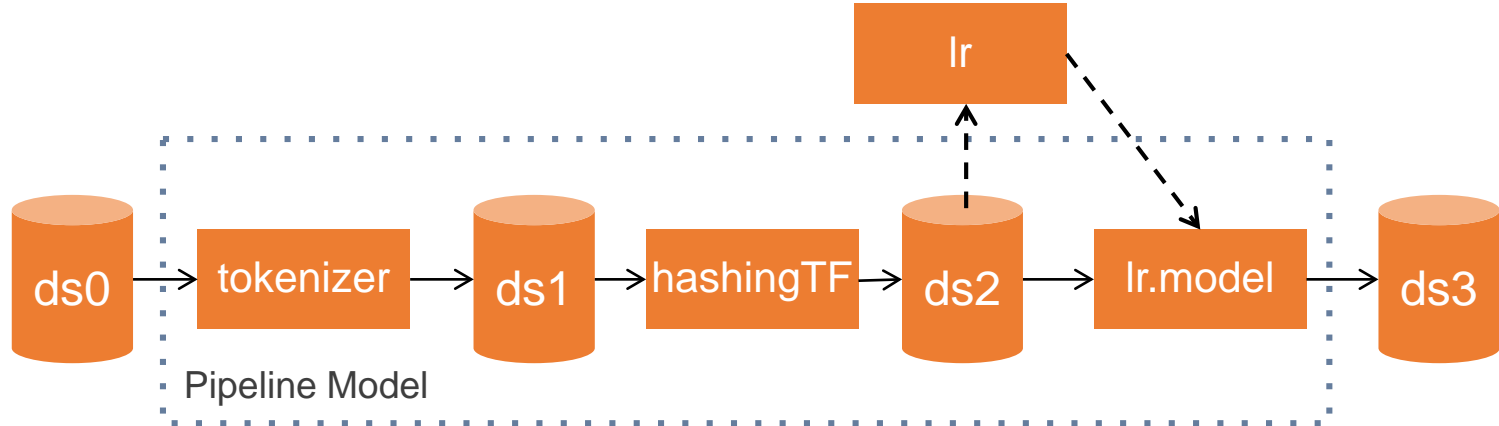 lr
ds0
tokenizer
ds1
hashingTF
ds2
lr.model
ds3
Pipeline Model